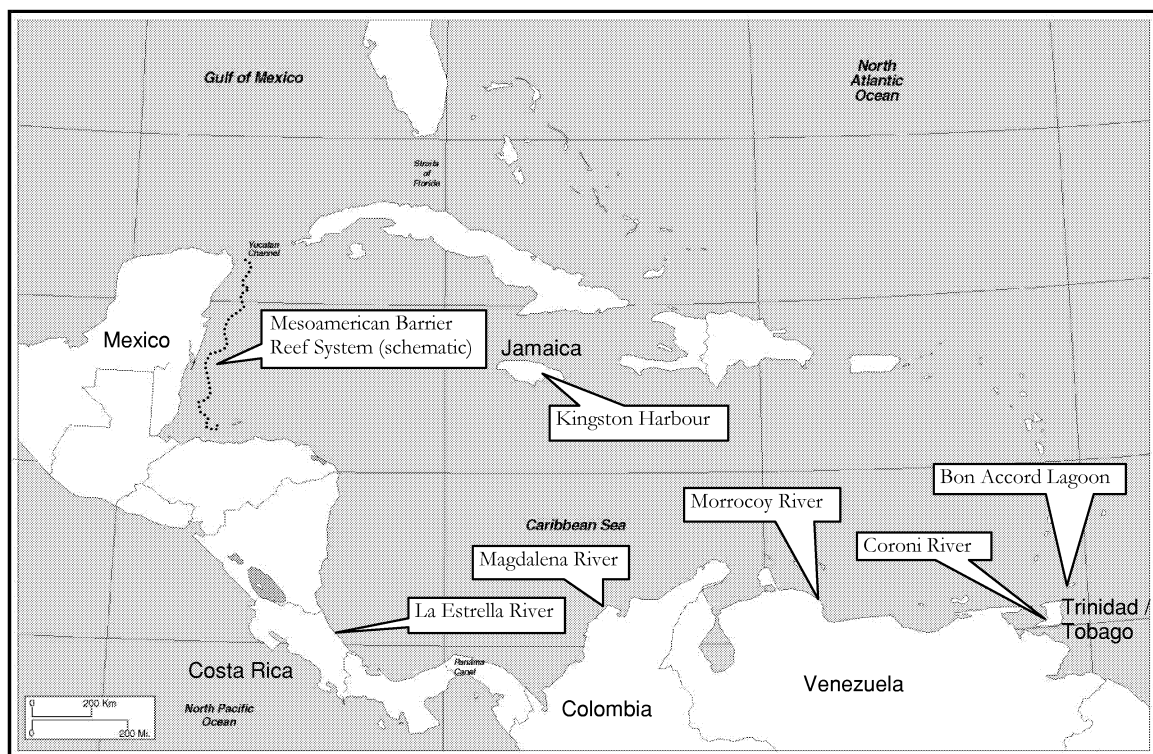 Gulf of Mexico
North
Atlantic
Ocean
Straits
of
Florida
Yucatan
Channel
Mesoamerican Barrier
Reef System (schematic)
Mexico
Jamaica
Kingston Harbour
Bon Accord Lagoon
Morrocoy River
Caribbean Sea
Coroni River
Magdalena River
La Estrella River
Trinidad /
Tobago
Costa Rica
Panama
Canal
Venezuela
Colombia
North Pacific
Ocean
0 200 Km
0 200 Mi.